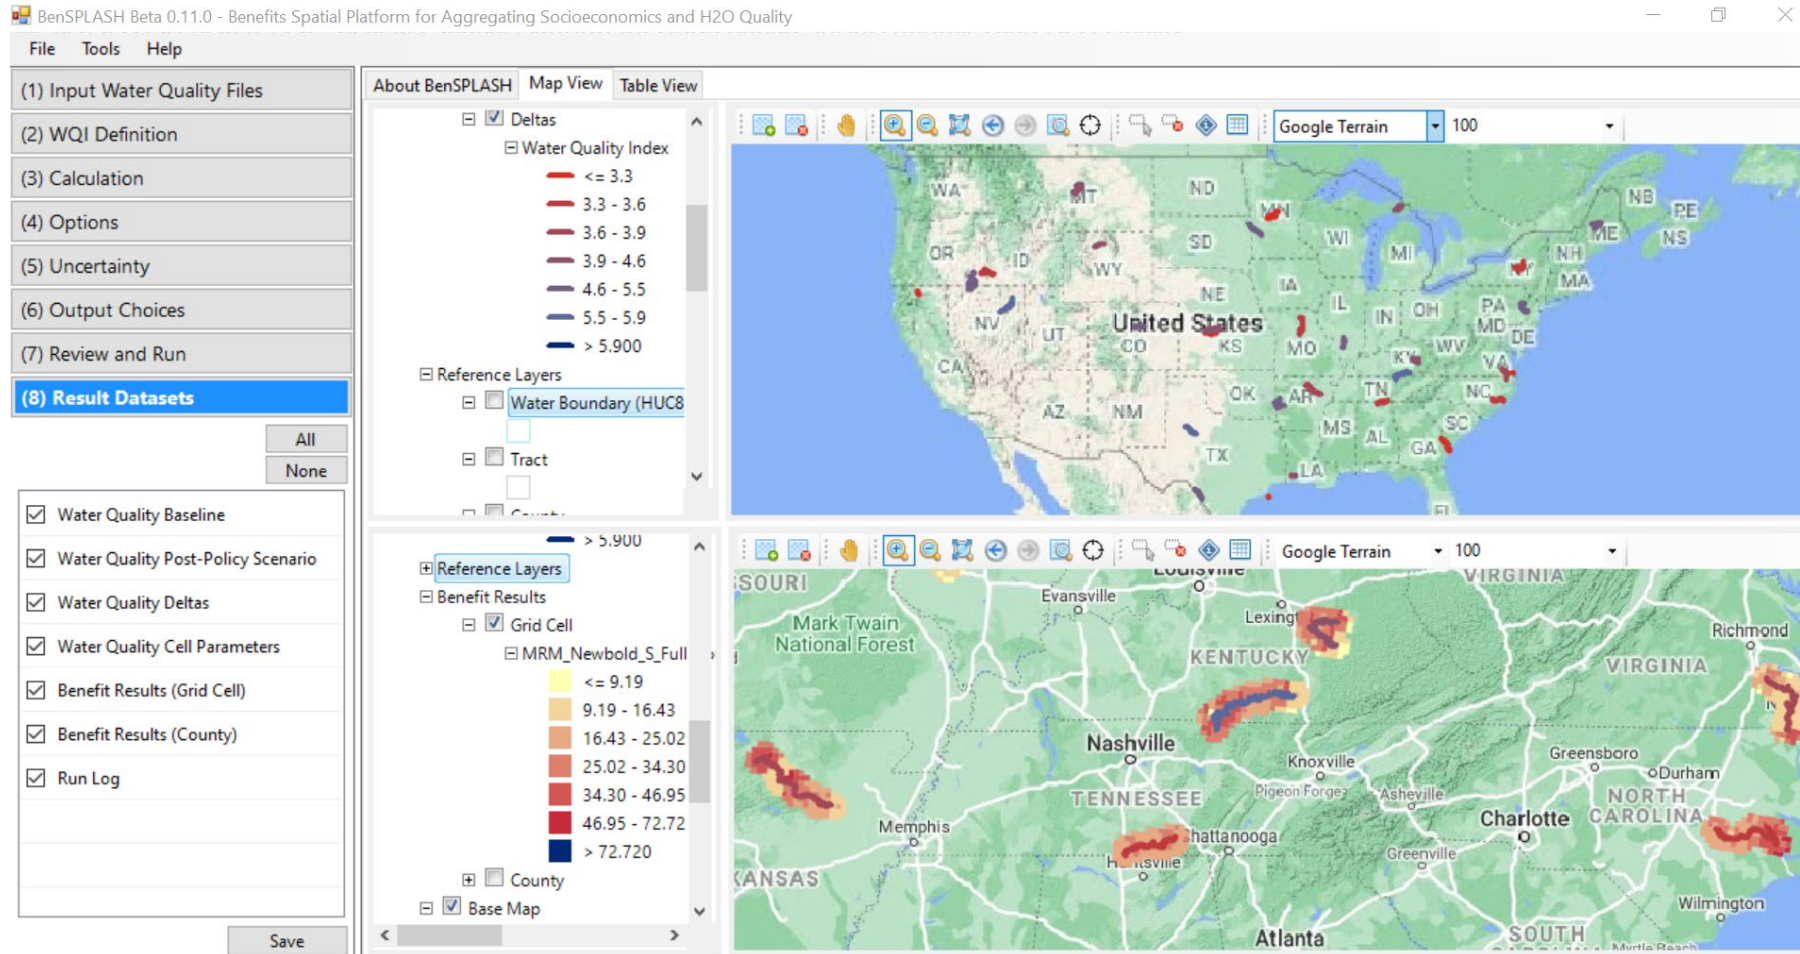 BenSPLASH Beta 0.11.0 - Benefits Spatial Platform for Aggregating Socioeconomics and H2O Quality
File Tools Help
(1) Input Water Quality Files
(2) WQI Definition
(3) Calculation
(4) Options
(5) Uncertainty
(6) Output Choices
(7) Review and Run
(8) Result Datasets
All
None
Water Quality Baseline
Water Quality Post-Policy Scenario
Water Quality Deltas
Water Quality Cell Parameters
Benefit Results (Grid Cell)
Benefit Results (County)
Run Log
Save
About BenSPLASH Map View Table View
Deltas
Water Quality Index
<= 3.3
3.3 - 3.6
3.6 - 3.9
3.9 - 4.6
4.6 - 5.5
5.5 - 5.9
> 5.900
Reference Layers
Water Boundary (HUC8
Tract
County
Google Terrain 100
WA MT ND MN NB PE
OR ID SD WI MI ME NS
WY NY NH
NE IA MA
NV United States IL IN OH PA
UT CO KS MO WV MD DE
CA KY VA
AZ NM OK AR TN NC
MS AL SC
TX GA
LA
FL
> 5.900
Reference Layers
Benefit Results
Grid Cell
MRM_Newbold_S_Full
<= 9.19
9.19 - 16.43
16.43 - 25.02
25.02 - 34.30
34.30 - 46.95
46.95 - 72.72
> 72.720
County
Base Map
Google Terrain 100
SSOURI Louisville VIRGINIA
Evansville
Mark Twain Lexingt
National Forest Richmond
KENTUCKY VIRGINIA
Nashville
Greensboro
Knoxville Durham
TENNESSEE Pigeon Forge Asheville NORTH
Charlotte CAROLINA
Memphis Chattanooga
Huntsville Greenville
KANSAS
Wilmington
Atlanta SOUTH
CAROLINA Myrtle Beach